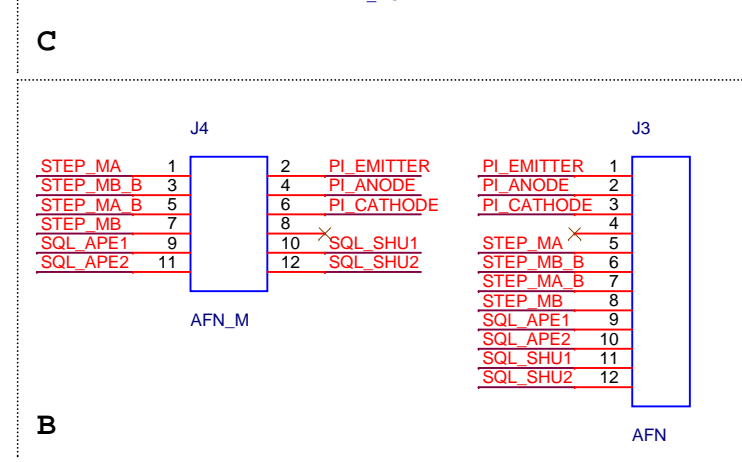 C
J4
J3
STEP_MA 1 2 PI_EMITTER
STEP_MB_B 3 4 PI_ANODE
STEP_MA_B 5 6 PI_CATHODE
STEP_MB 7 8
SQL_APE1 9 10 SQL_SHU1
SQL_APE2 11 12 SQL_SHU2
AFN_M
PI_EMITTER 1
PI_ANODE 2
PI_CATHODE 3
4
STEP_MA 5
STEP_MB_B 6
STEP_MA_B 7
STEP_MB 8
SQL_APE1 9
SQL_APE2 10
SQL_SHU1 11
SQL_SHU2 12
AFN
B